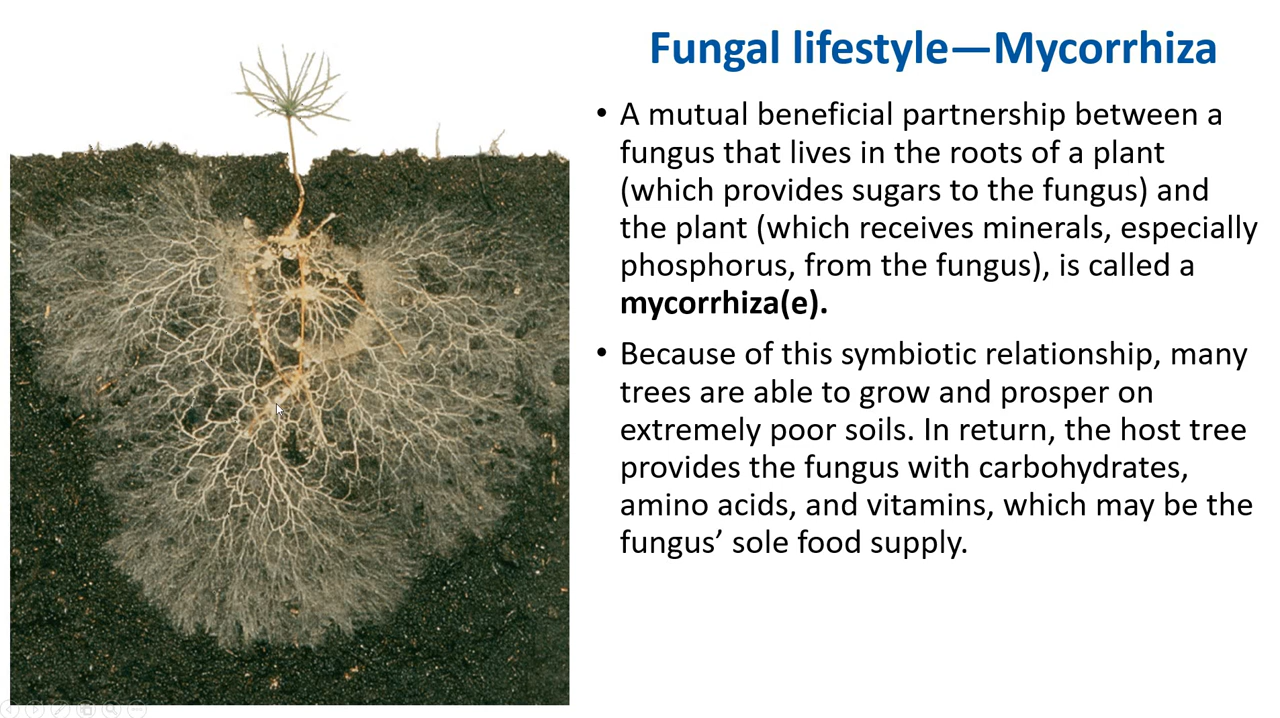 Fungal lifestyle—Mycorrhiza
• A mutual beneficial partnership between a
fungus that lives in the roots of a plant
(which provides sugars to the fungus) and
the plant (which receives minerals, especially
phosphorus, from the fungus), is called a
mycorrhiza(e).
• Because of this symbiotic relationship, many
trees are able to grow and prosper on
extremely poor soils. In return, the host tree
provides the fungus with carbohydrates,
amino acids, and vitamins, which may be the
fungus’ sole food supply.